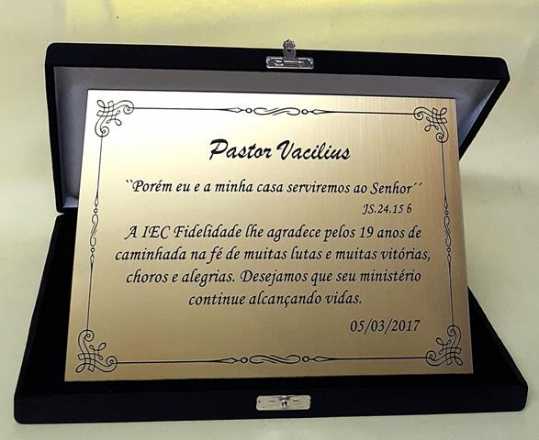 Pastor Vacilius
``Porém eu e a minha casa serviremos ao Senhor´´
JS.24.15 b
A IEC Fidelidade lhe agradece pelos 19 anos de
caminhada na fé de muitas lutas e muitas vitórias,
choros e alegrias. Desejamos que seu ministério
continue alcançando vidas.
05/03/2017